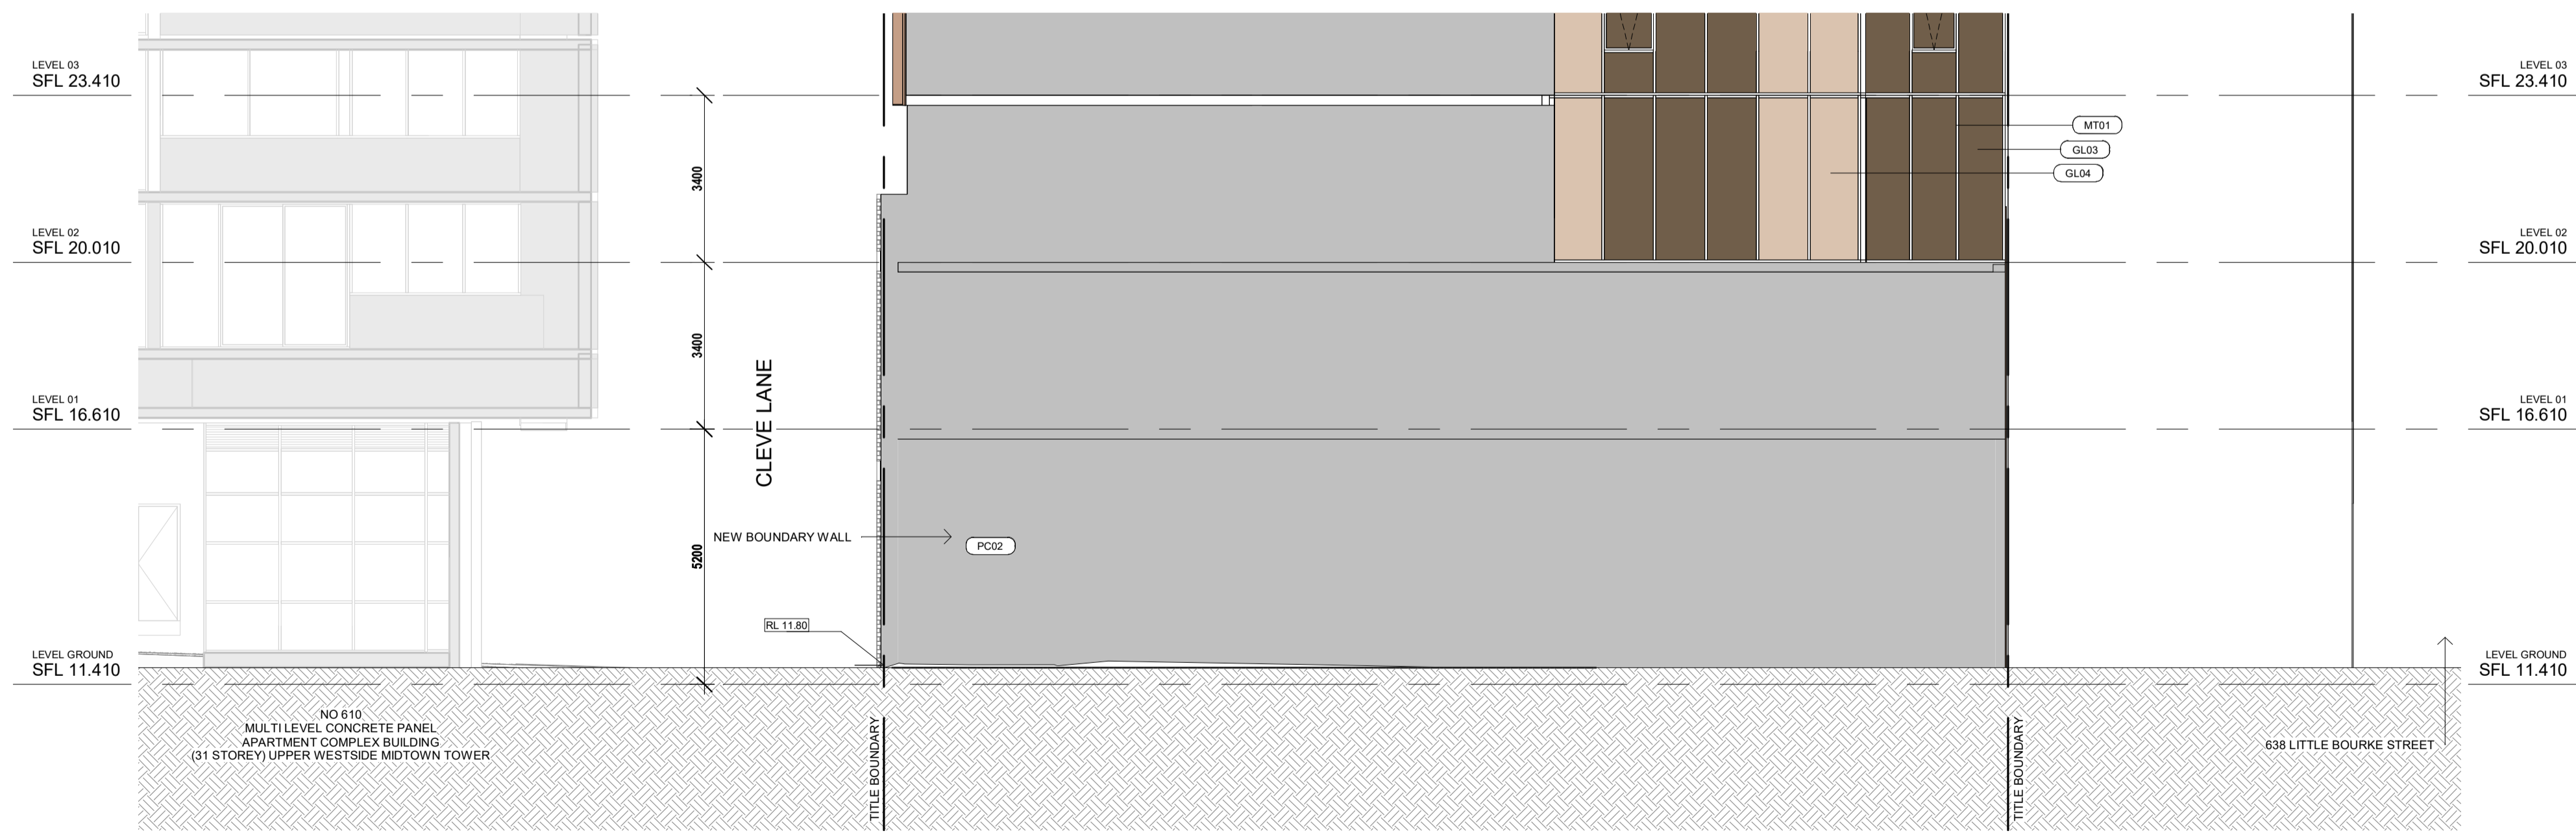 LEVEL 03
SFL 23.410
LEVEL 03
SFL 23.410
MT01
GL03
3400
GL04
LEVEL 02
SFL 20.010
LEVEL 02
SFL 20.010
3400
CLEVE LANE
LEVEL 01
SFL 16.610
LEVEL 01
SFL 16.610
5200
NEW BOUNDARY WALL
PC02
RL 11.80
LEVEL GROUND
SFL 11.410
LEVEL GROUND
SFL 11.410
NO 610
MULTI LEVEL CONCRETE PANEL
APARTMENT COMPLEX BUILDING
(31 STOREY) UPPER WESTSIDE MIDTOWN TOWER
TITLE BOUNDARY
TITLE BOUNDARY
638 LITTLE BOURKE STREET